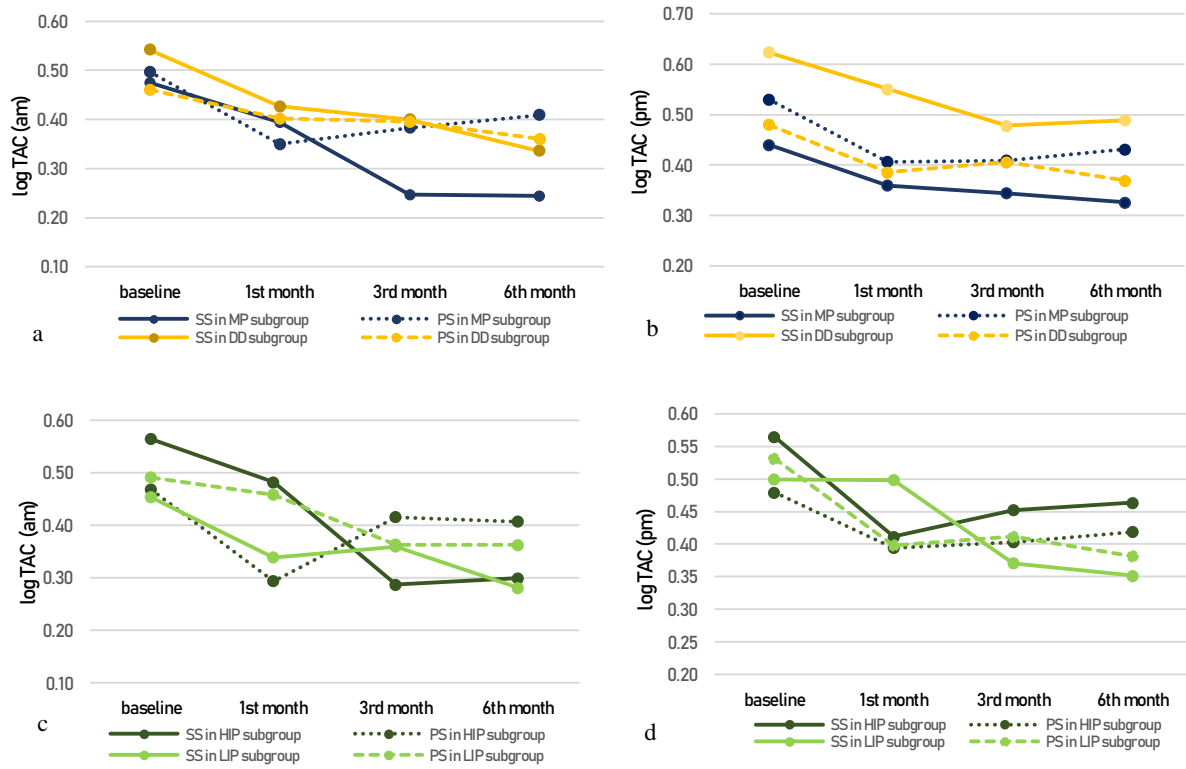 0.60
0.50
0.40
0.30
0.20
0.10
log TAC (am)
baseline 1st month 3rd month 6th month
SS in MP subgroup PS in MP subgroup
SS in DD subgroup PS in DD subgroup
a
0.70
0.60
0.50
0.40
0.30
0.20
log TAC (pm)
baseline 1st month 3rd month 6th month
SS in MP subgroup PS in MP subgroup
SS in DD subgroup PS in DD subgroup
b
0.60
0.50
0.40
0.30
0.20
0.10
log TAC (am)
baseline 1st month 3rd month 6th month
SS in HIP subgroup PS in HIP subgroup
SS in LIP subgroup PS in LIP subgroup
c
0.60
0.55
0.50
0.45
0.40
0.35
0.30
0.25
0.20
log TAC (pm)
baseline 1st month 3rd month 6th month
SS in HIP subgroup PS in HIP subgroup
SS in LIP subgroup PS in LIP subgroup
d